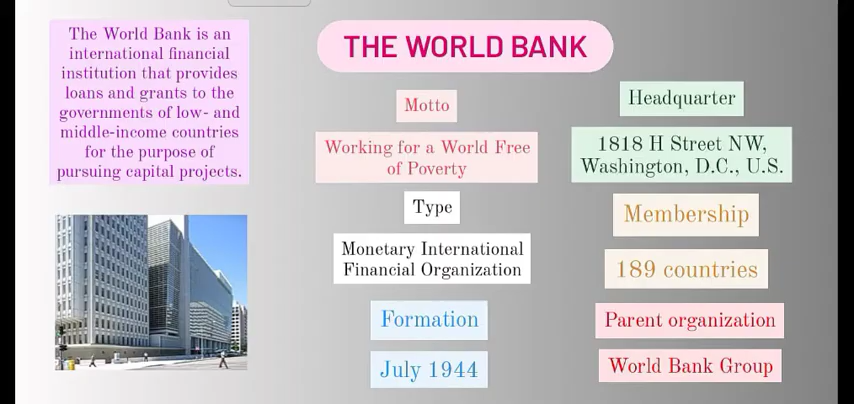 The World Bank is an
international financial
institution that provides
loans and grants to the
governments of low- and
middle-income countries
for the purpose of
pursuing capital projects.
THE WORLD BANK
Motto
Working for a World Free
of Poverty
Type
Monetary International
Financial Organization
Formation
July 1944
Headquarter
1818 H Street NW,
Washington, D.C., U.S.
Membership
189 countries
Parent organization
World Bank Group